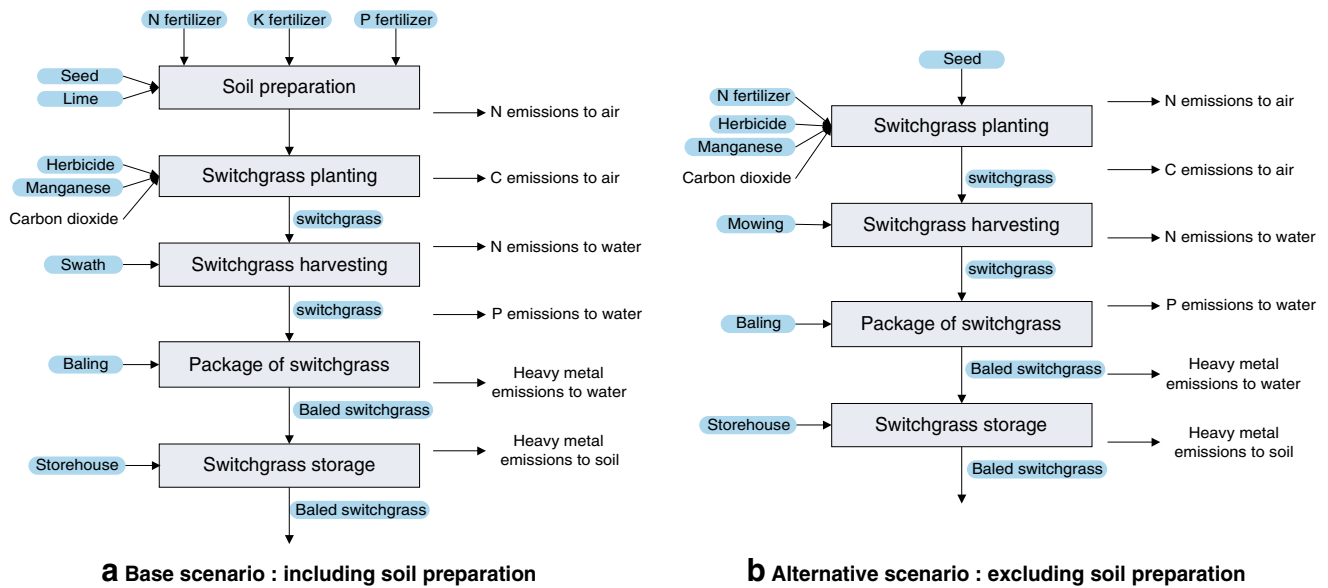 N fertilizer
K fertilizer
P fertilizer
Seed
Lime
Soil preparation
N emissions to air
Herbicide
Manganese
Carbon dioxide
Switchgrass planting
C emissions to air
switchgrass
Swath
Switchgrass harvesting
N emissions to water
switchgrass
P emissions to water
Baling
Package of switchgrass
Heavy metal
emissions to water
Baled switchgrass
Storehouse
Switchgrass storage
Heavy metal
emissions to soil
Baled switchgrass
a Base scenario : including soil preparation
Seed
N fertilizer
Herbicide
Manganese
Carbon dioxide
Switchgrass planting
N emissions to air
C emissions to air
switchgrass
Mowing
Switchgrass harvesting
N emissions to water
switchgrass
P emissions to water
Baling
Package of switchgrass
Baled switchgrass
Heavy metal
emissions to water
Storehouse
Switchgrass storage
Heavy metal
emissions to soil
Baled switchgrass
b Alternative scenario : excluding soil preparation